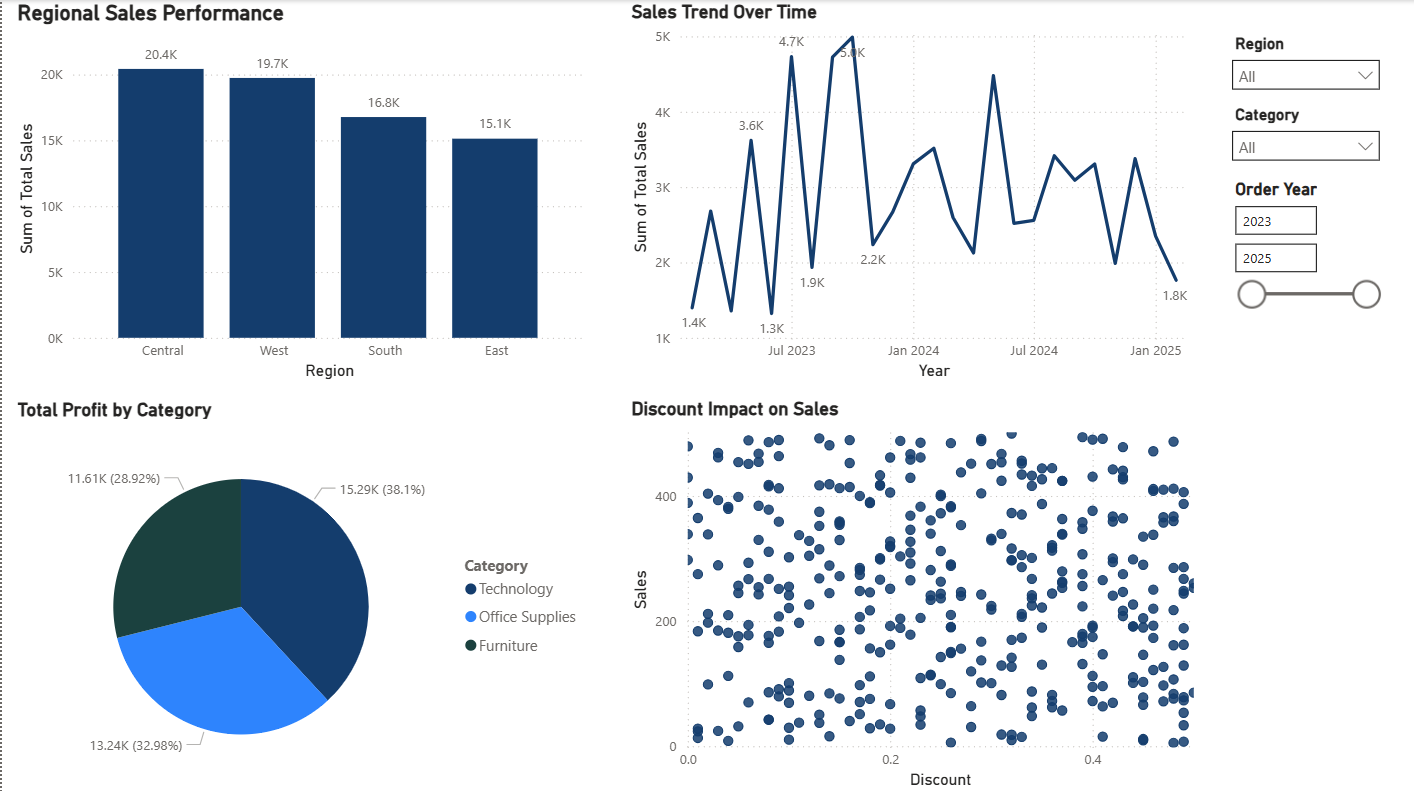 Regional Sales Performance
20.4K
19.7K
16.8K
15.1K
20K
15K
10K
5K
0K
Sum of Total Sales
Central
West
South
East
Region
Sales Trend Over Time
5K
4K
3K
2K
1K
Sum of Total Sales
4.7K
5.0K
3.6K
1.9K
2.2K
1.4K
1.3K
1.8K
Jul 2023
Jan 2024
Jul 2024
Jan 2025
Year
Region
All
Category
All
Order Year
2023
2025
Total Profit by Category
11.61K (28.92%)
15.29K (38.1%)
13.24K (32.98%)
Category
Technology
Office Supplies
Furniture
Discount Impact on Sales
400
200
0
Sales
0.0
0.2
0.4
Discount